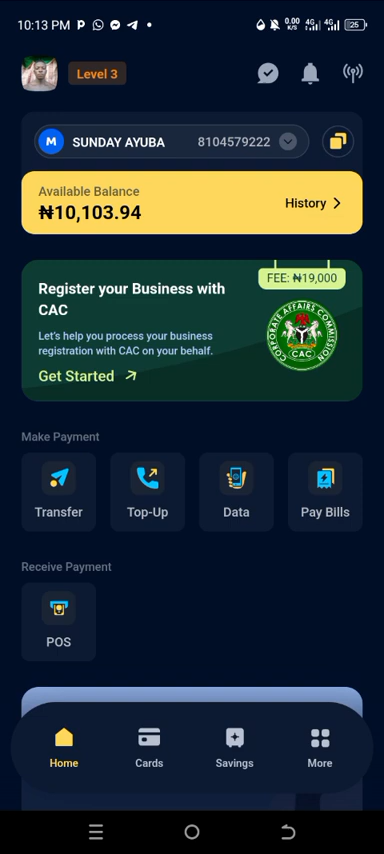 10:13 PM P 0.00 K/S 4G 4G 25
Level 3
M SUNDAY AYUBA 8104579222
Available Balance
₦10,103.94
History
FEE: ₦19,000
Register your Business with
CAC
Let's help you process your business
registration with CAC on your behalf.
Get Started
CORPORATE AFFAIRS COMMISSION
CAC
Make Payment
Transfer Top-Up Data Pay Bills
Receive Payment
POS
Home Cards Savings More